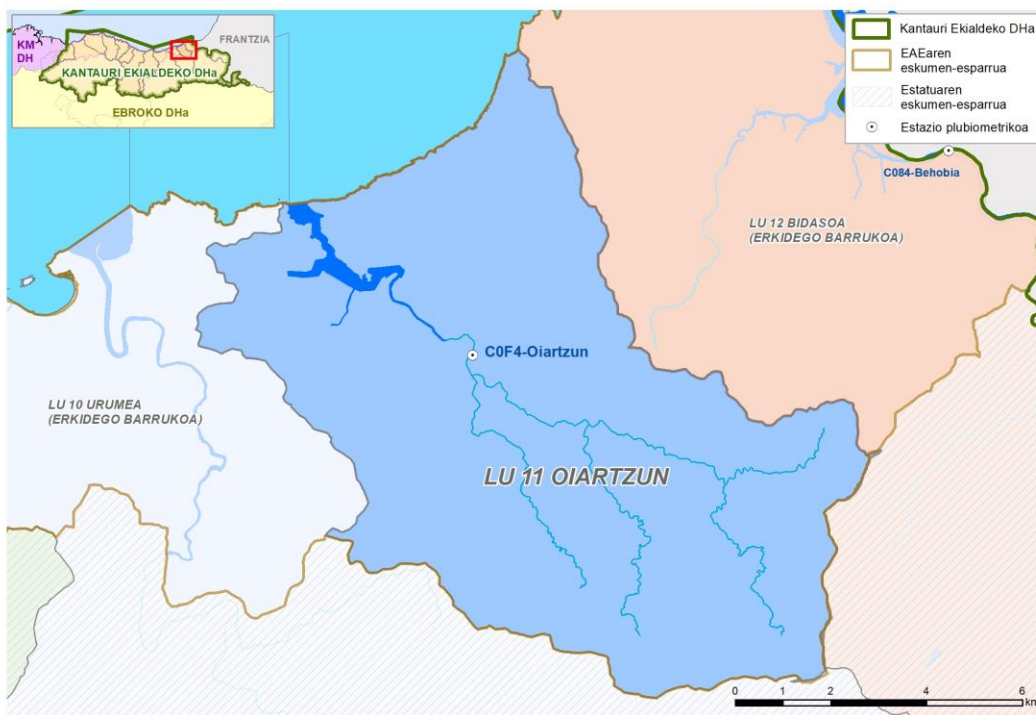 KM
DH
FRANTZIA
KANTAURI EKIALDEKO DHa
EBROKO DHa
Kantauri Ekialdeko DHa
EAEaren
eskumen-esparrua
Estatuaren
eskumen-esparrua
Estazio plubiometrikoa
C084-Behobia
LU 12 BIDASOA
(ERKIDEGO BARRUKOA)
C0F4-Oiartzun
LU 10 URUMEA
(ERKIDEGO BARRUKOA)
LU 11 OIARTZUN
0 1 2 4 6
km